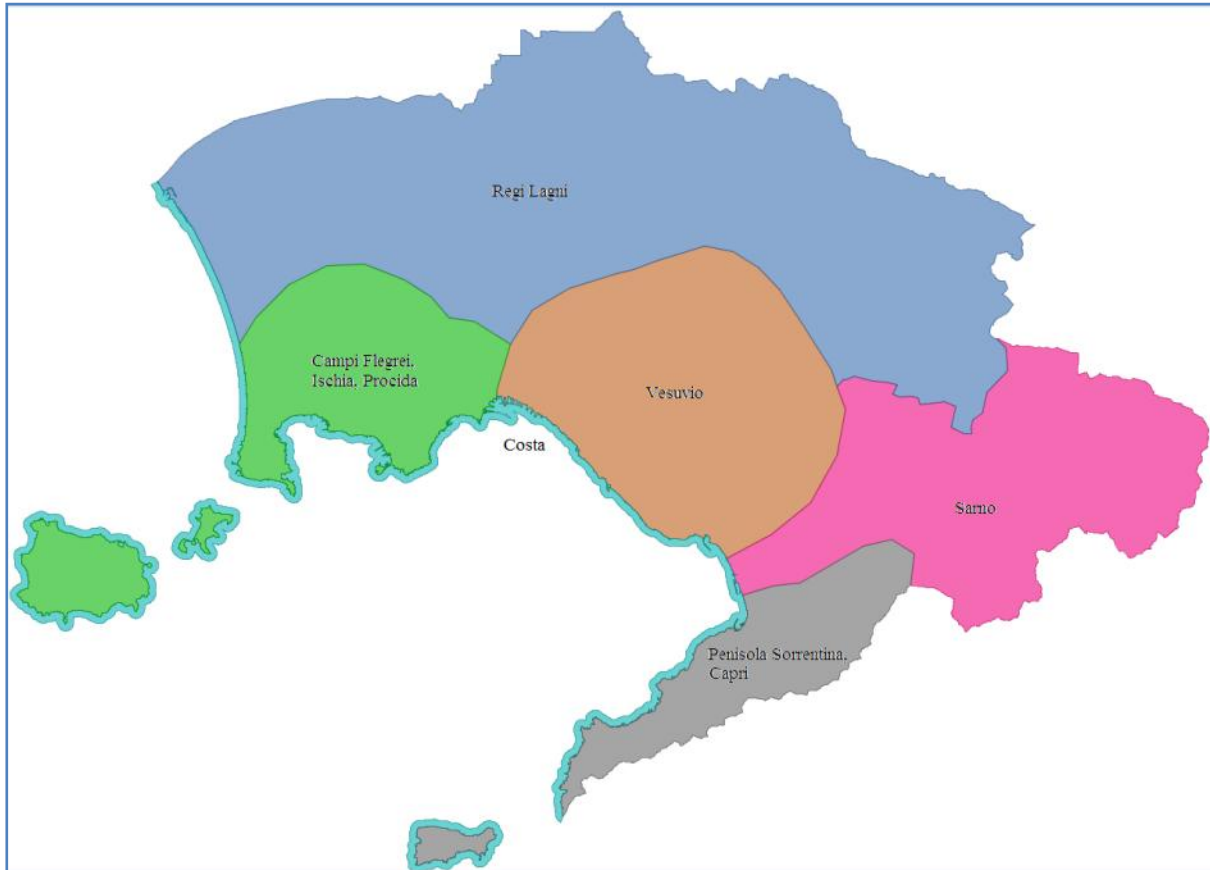 Regi Lagni
Campi Flegrei,
Ischia, Procida
Vesuvio
Costa
Sarno
Penisola Sorrentina,
Capri